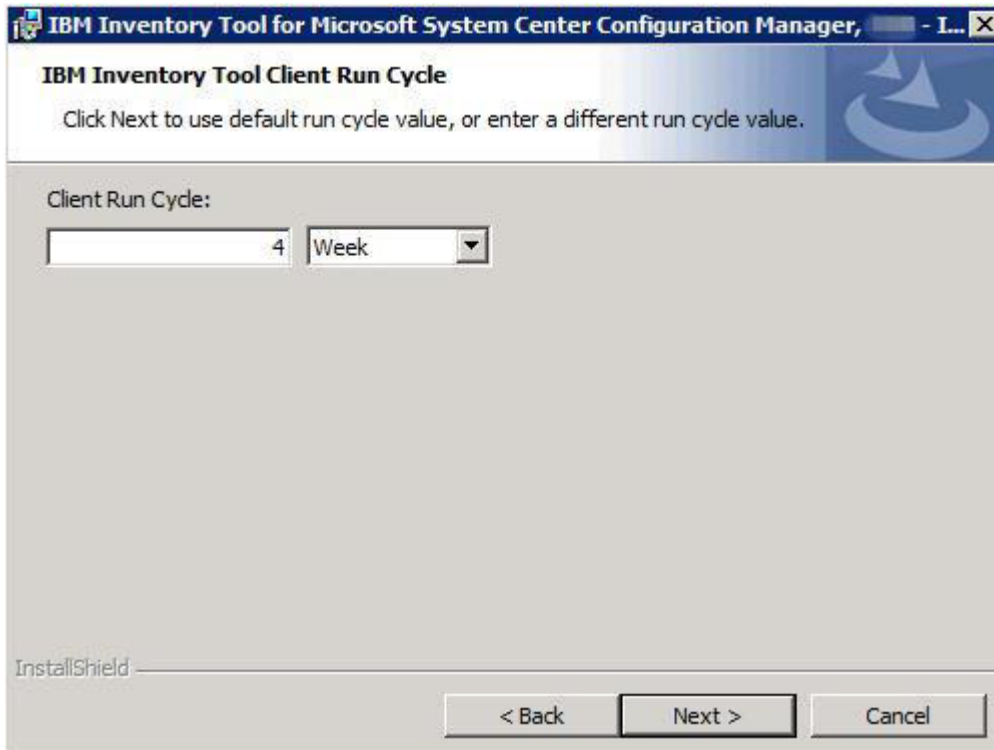 IBM Inventory Tool for Microsoft System Center Configuration Manager, - I...
IBM Inventory Tool Client Run Cycle
Click Next to use default run cycle value, or enter a different run cycle value.
Client Run Cycle:
4 Week
InstallShield
< Back Next > Cancel